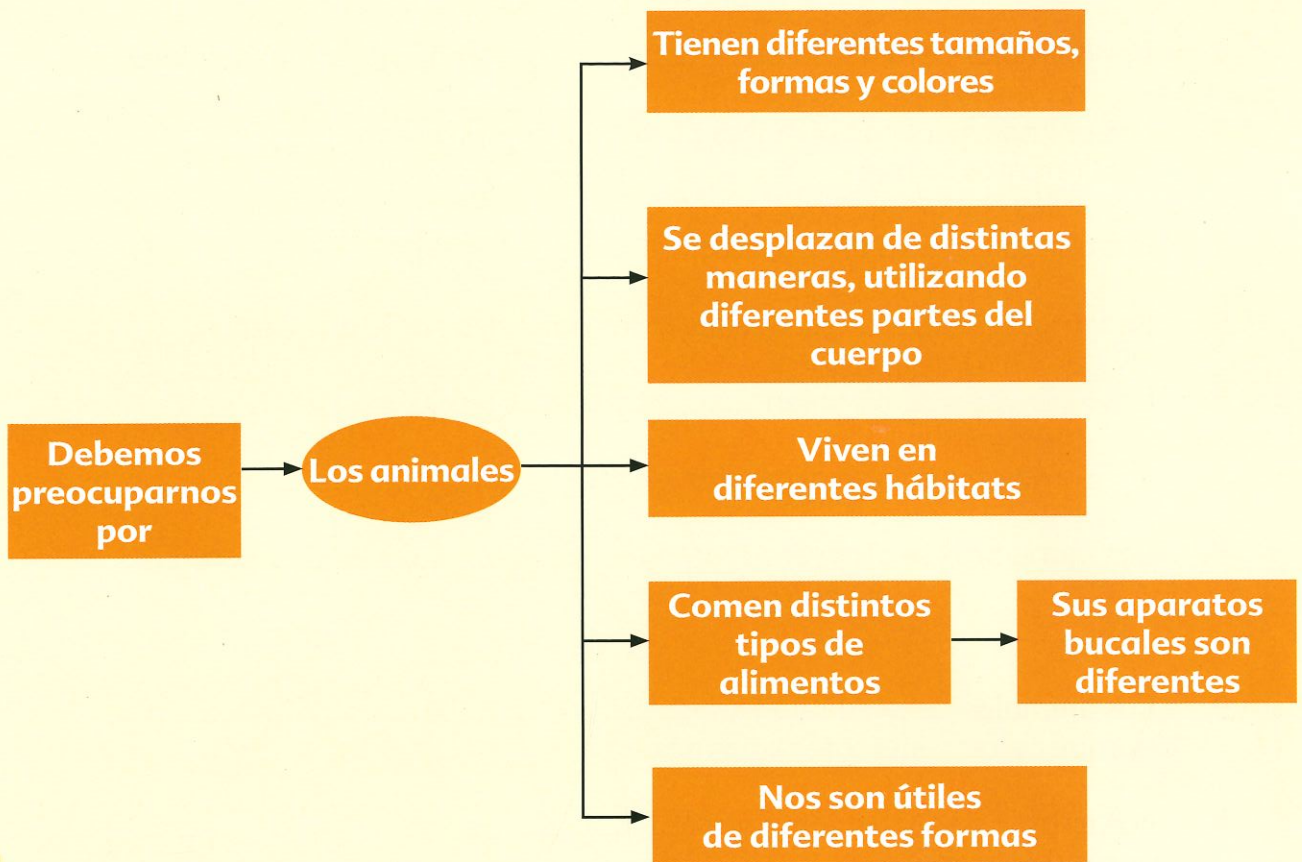 Tienen diferentes tamaños,
formas y colores
Se desplazan de distintas
maneras, utilizando
diferentes partes del
cuerpo
Debemos
preocuparnos
por
Los animales
Viven en
diferentes hábitats
Comen distintos
tipos de
alimentos
Sus aparatos
bucales son
diferentes
Nos son útiles
de diferentes formas